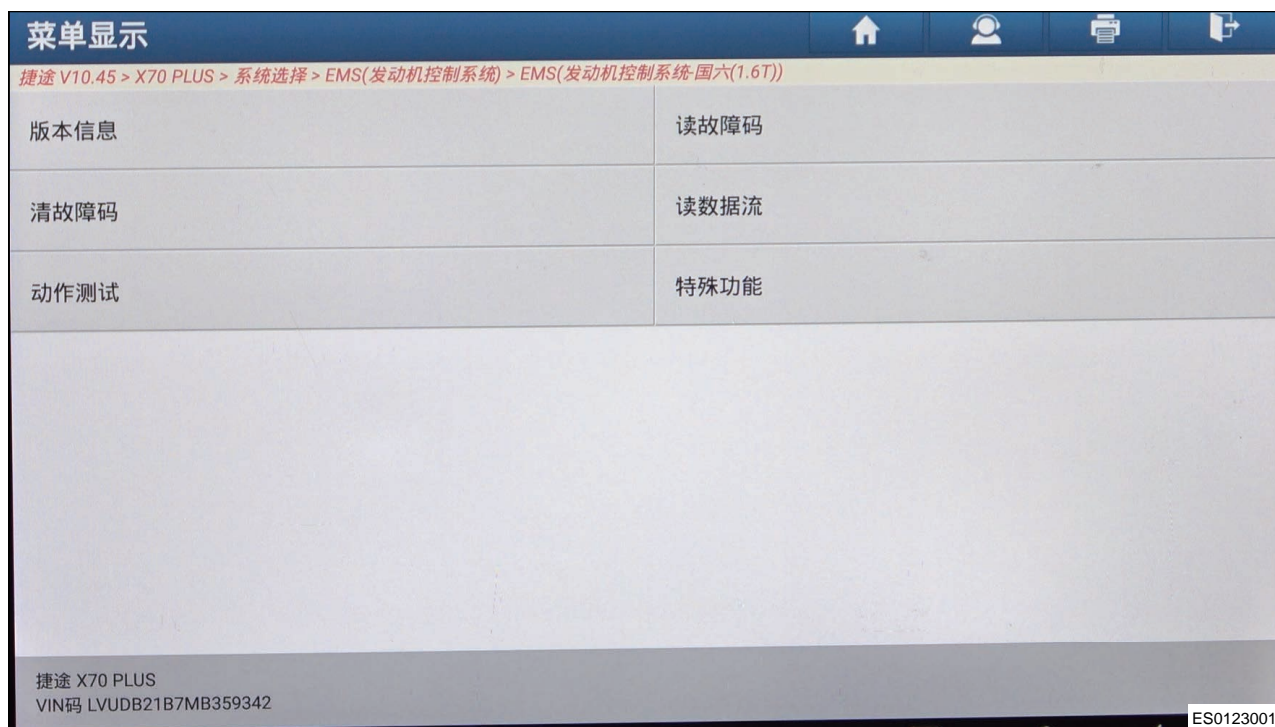 菜单显示
捷途 V10.45 > X70 PLUS > 系统选择 > EMS(发动机控制系统) > EMS(发动机控制系统-国六(1.6T))
版本信息
读故障码
清故障码
读数据流
动作测试
特殊功能
捷途 X70 PLUS
VIN码 LVUDB21B7MB359342
ES0123001